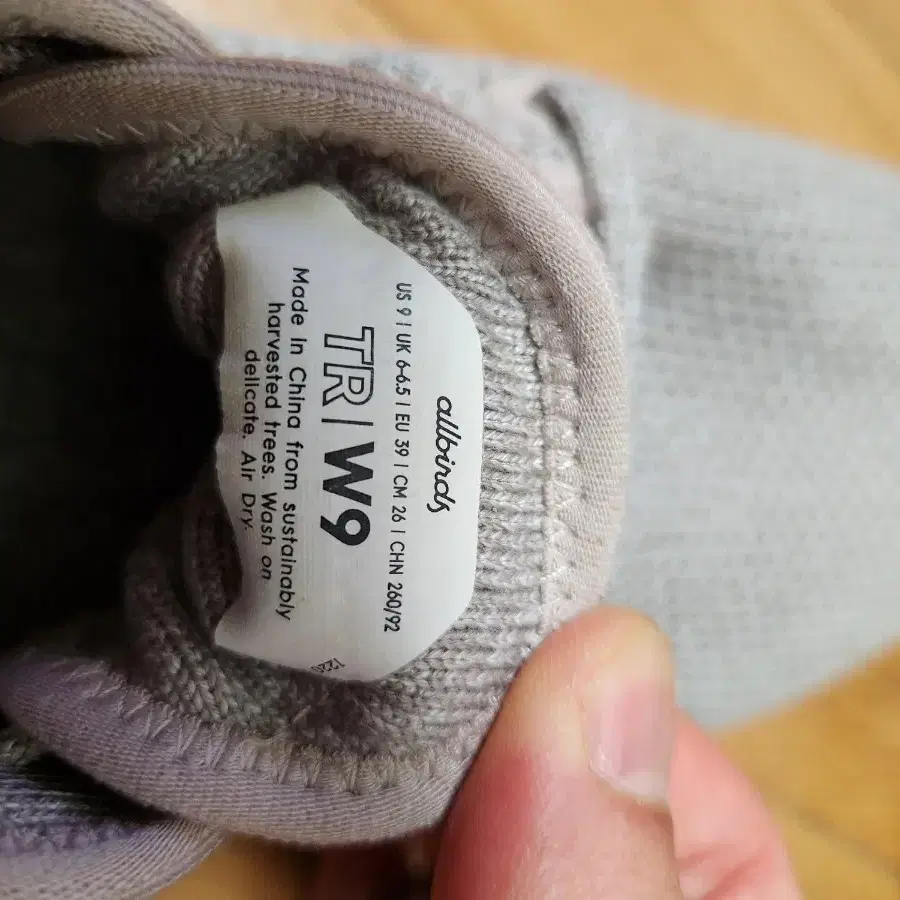 allbirds
US 9 | UK 6-6.5 | EU 39 | CM 26 | CHN 260/92
TR | W9
Made In China from sustainably
harvested trees. Wash on
delicate. Air Dry.